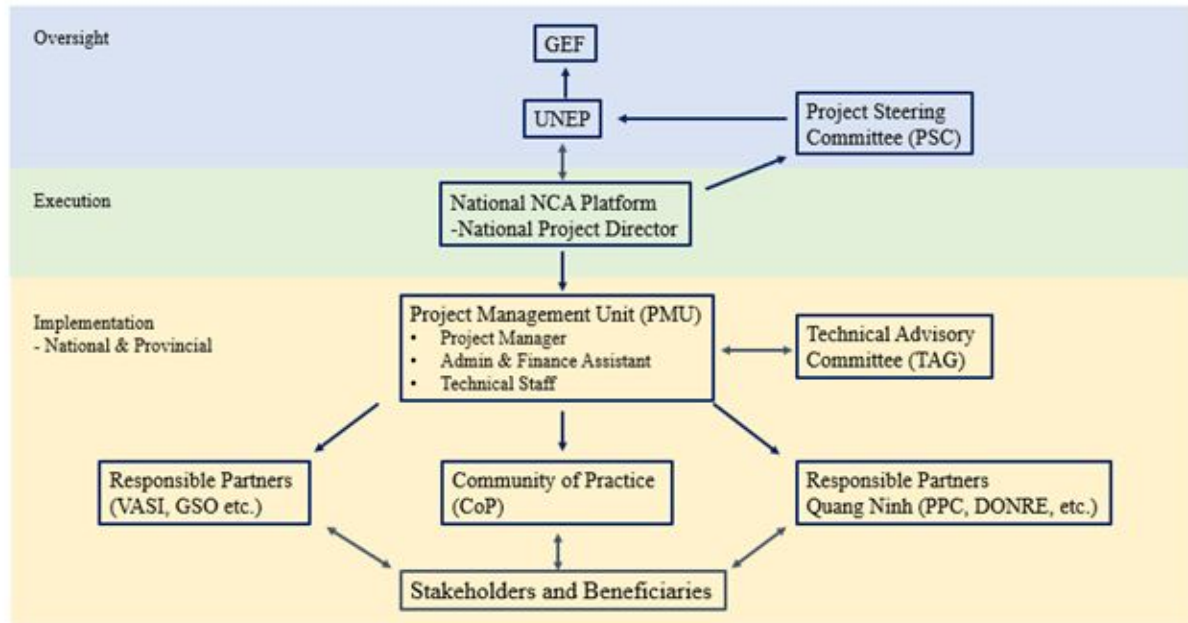 Oversight
GEF
UNEP
Project Steering
Committee (PSC)
Execution
National NCA Platform
-National Project Director
Implementation
- National & Provincial
Project Management Unit (PMU)
• Project Manager
• Admin & Finance Assistant
• Technical Staff
Technical Advisory
Committee (TAG)
Responsible Partners
(VASI, GSO etc.)
Community of Practice
(CoP)
Responsible Partners
Quang Ninh (PPC, DONRE, etc.)
Stakeholders and Beneficiaries